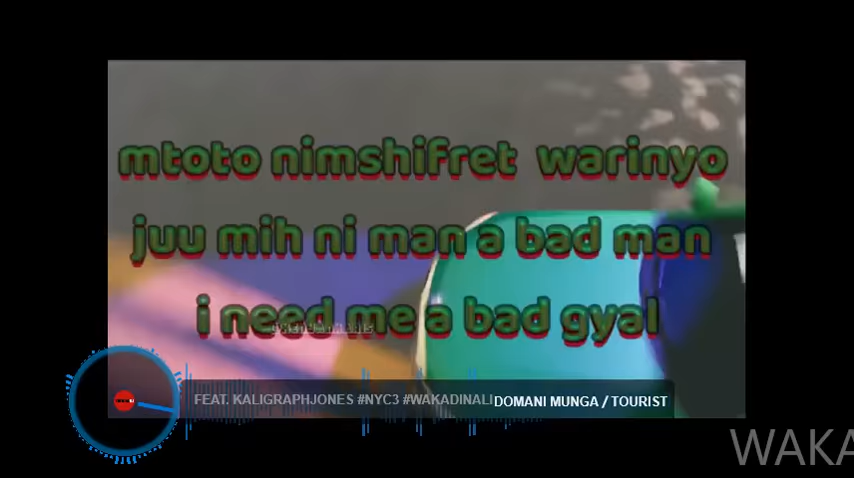 mtoto nimshifret warinyo
juu mih ni man a bad man
i need me a bad gyal
FEAT. KALIGRAPHJONES #NYC3 #WAKADINALI DOMANI MUNGA / TOURIST
WAKA